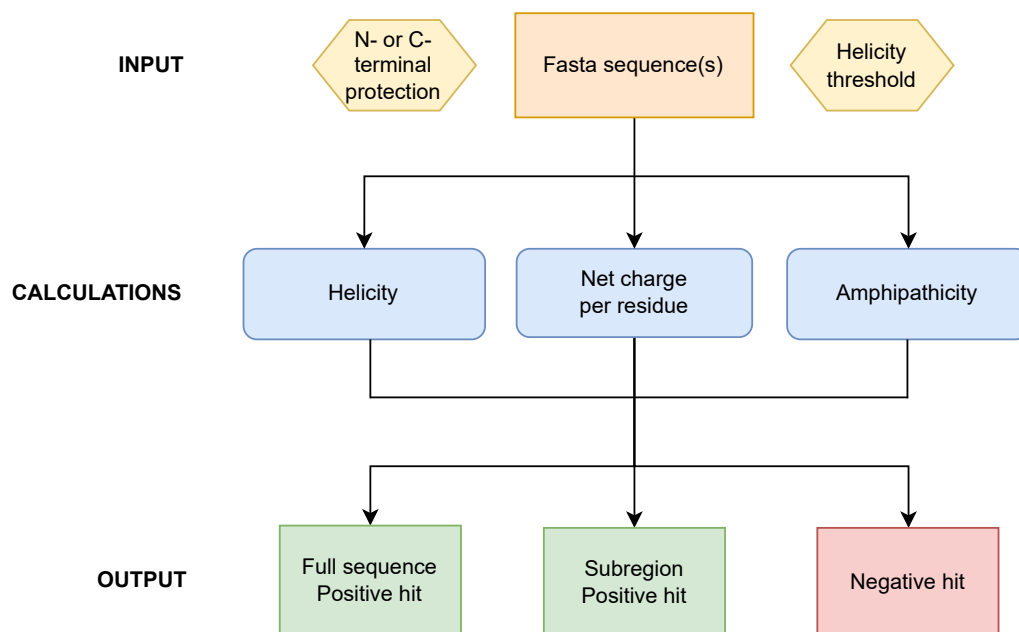 INPUT
N- or C-
terminal
protection
Fasta sequence(s)
Helicity
threshold
CALCULATIONS
Helicity
Net charge
per residue
Amphipathicity
OUTPUT
Full sequence
Positive hit
Subregion
Positive hit
Negative hit